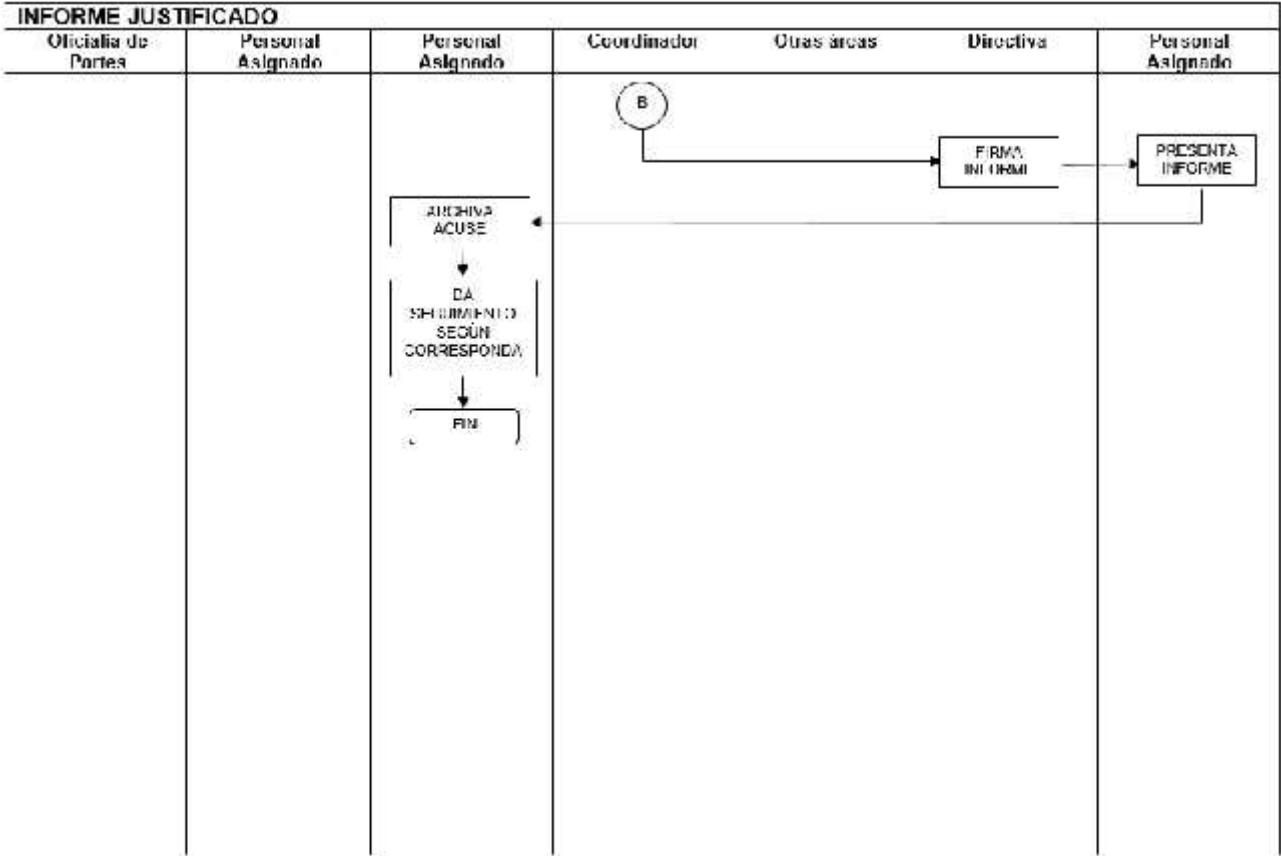 INFORME JUSTIFICADO
Oficialia de
Partes
Personal
Asignado
Personal
Asignado
Coordinador
Otras áreas
Directiva
Personal
Asignado
B
FIRMA
INFORME
PRESENTA
INFORME
ARCHIVA
ACUSE
DA
SEGUIMIENTO
SEGÚN
CORRESPONDA
FIN